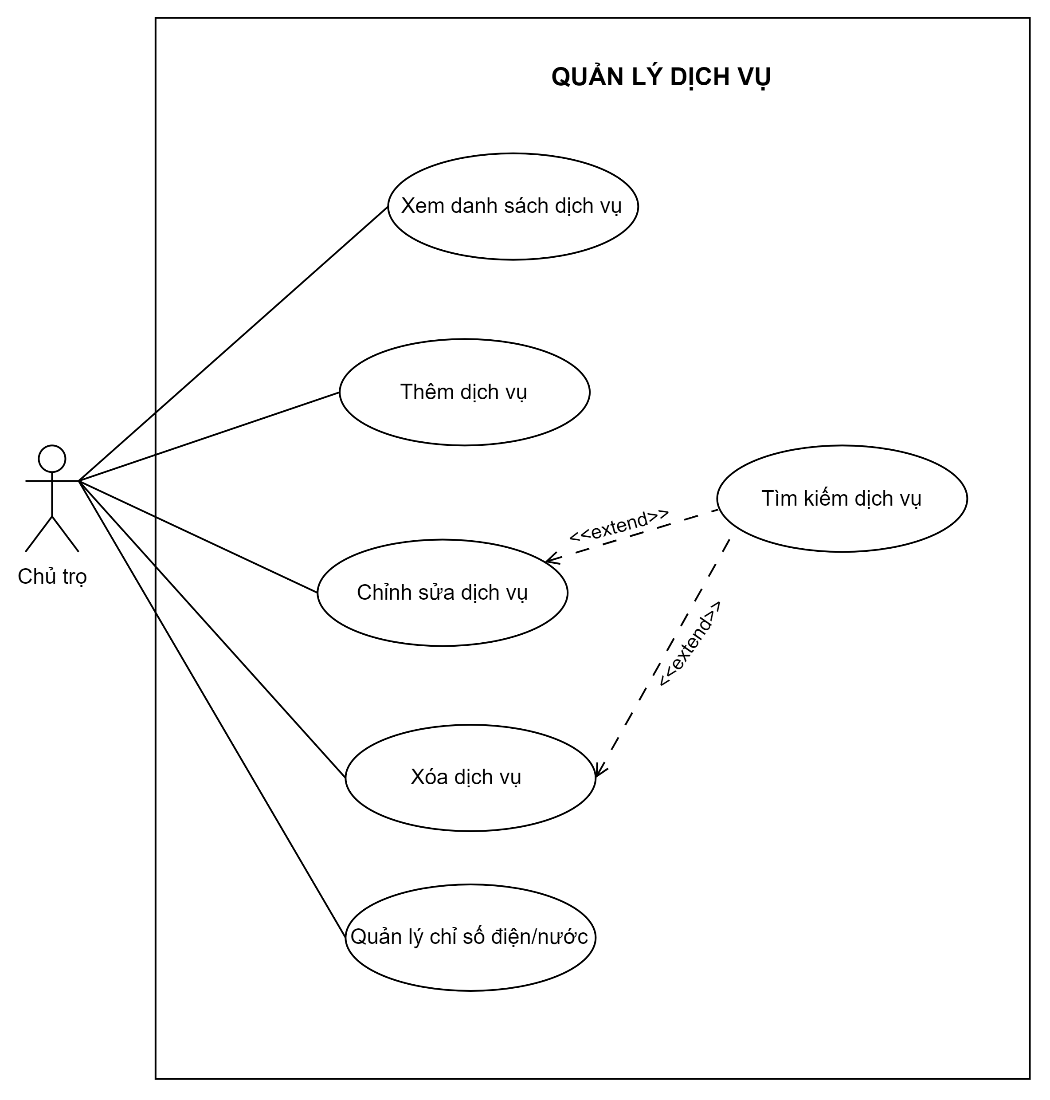 QUẢN LÝ DỊCH VỤ
Xem danh sách dịch vụ
Thêm dịch vụ
Tìm kiếm dịch vụ
<<extend>>
Chủ trọ
Chỉnh sửa dịch vụ
<<extend>>
Xóa dịch vụ
Quản lý chỉ số điện/nước